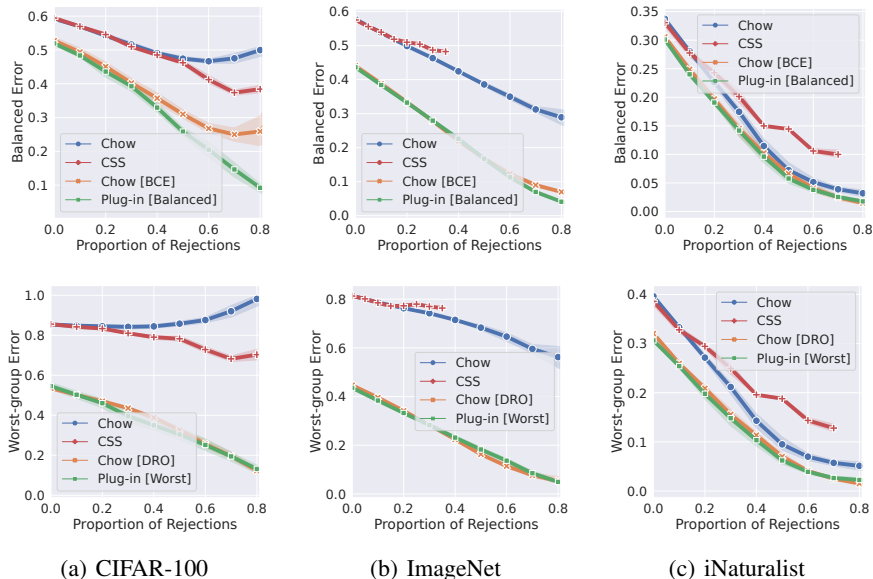 0.6
0.5
0.4
0.3
0.2
0.1
Balanced Error
Chow
CSS
Chow [BCE]
Plug-in [Balanced]
0.0 0.2 0.4 0.6 0.8
Proportion of Rejections
0.6
0.5
0.4
0.3
0.2
0.1
0.0
Balanced Error
Chow
CSS
Chow [BCE]
Plug-in [Balanced]
0.0 0.2 0.4 0.6 0.8
Proportion of Rejections
0.35
0.30
0.25
0.20
0.15
0.10
0.05
0.00
Balanced Error
Chow
CSS
Chow [BCE]
Plug-in [Balanced]
0.0 0.2 0.4 0.6 0.8
Proportion of Rejections
1.0
0.8
0.6
0.4
0.2
0.0
Worst-group Error
Chow
CSS
Chow [DRO]
Plug-in [Worst]
0.0 0.2 0.4 0.6 0.8
Proportion of Rejections
0.8
0.6
0.4
0.2
0.0
Worst-group Error
Chow
CSS
Chow [DRO]
Plug-in [Worst]
0.0 0.2 0.4 0.6 0.8
Proportion of Rejections
0.4
0.3
0.2
0.1
0.0
Worst-group Error
Chow
CSS
Chow [DRO]
Plug-in [Worst]
0.0 0.2 0.4 0.6 0.8
Proportion of Rejections
(a) CIFAR-100
(b) ImageNet
(c) iNaturalist